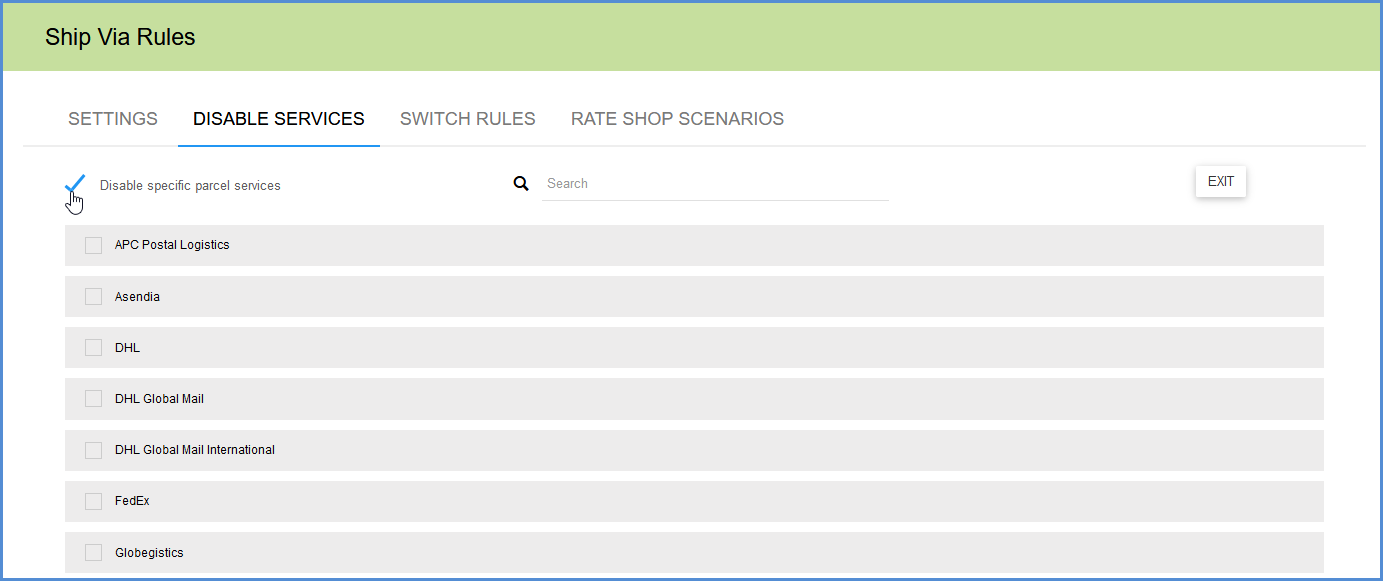 Ship Via Rules
SETTINGS DISABLE SERVICES SWITCH RULES RATE SHOP SCENARIOS
Disable specific parcel services Search EXIT
APC Postal Logistics
Asendia
DHL
DHL Global Mail
DHL Global Mail International
FedEx
Globegistics